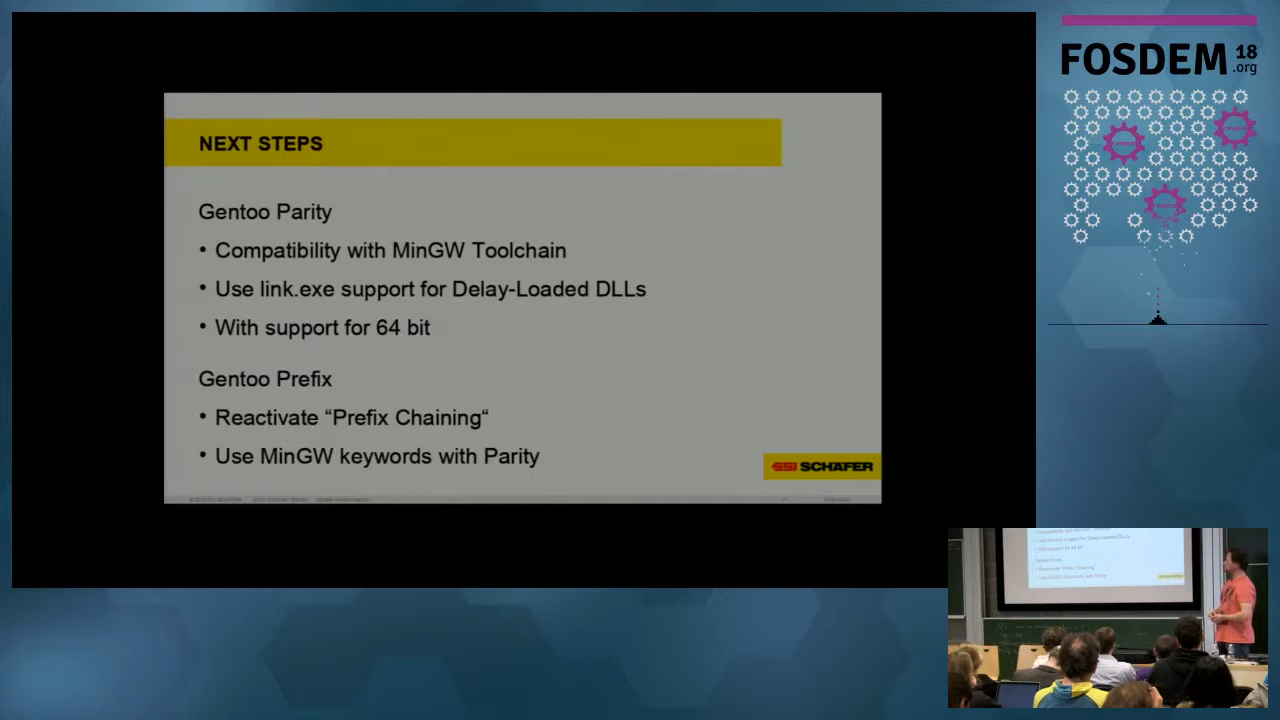 FOSDEM 18
.org
NEXT STEPS
Gentoo Parity
• Compatibility with MinGW Toolchain
• Use link.exe support for Delay-Loaded DLLs
• With support for 64 bit
Gentoo Prefix
• Reactivate “Prefix Chaining“
• Use MinGW keywords with Parity
SSI SCHÄFER